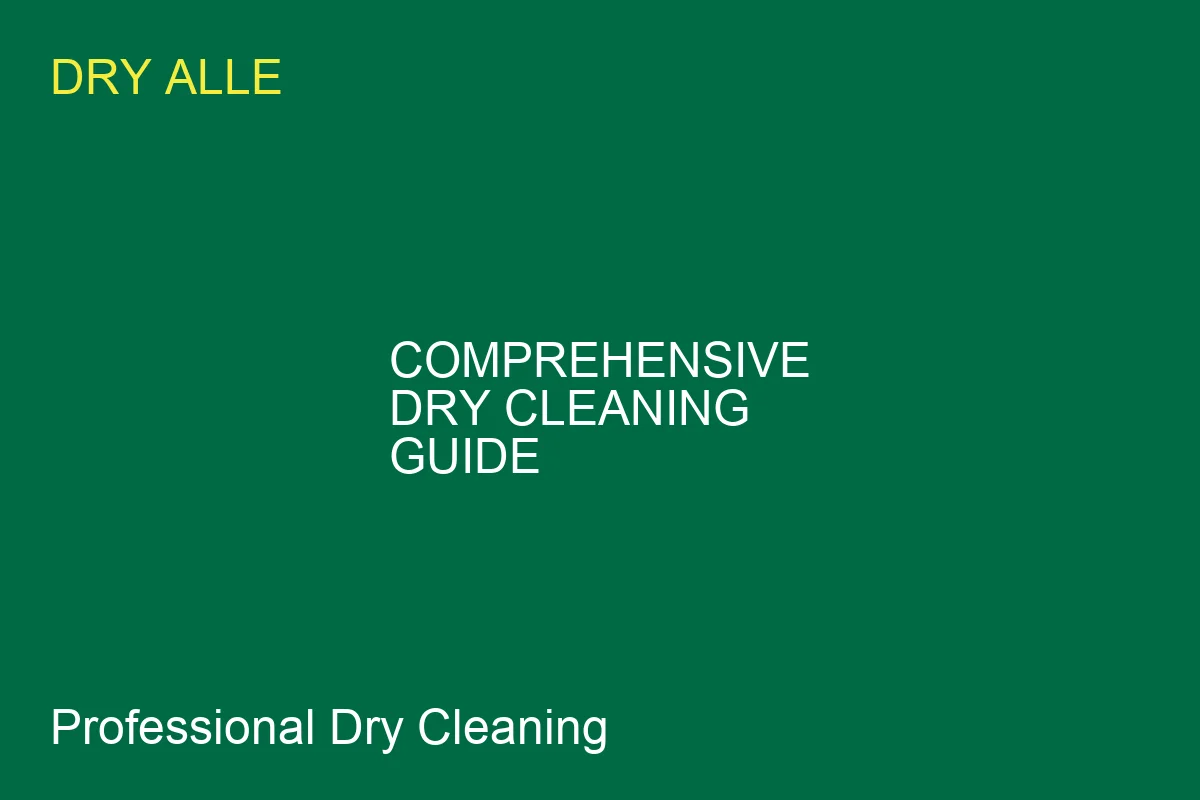 DRY ALLE
COMPREHENSIVE
DRY CLEANING
GUIDE
Professional Dry Cleaning